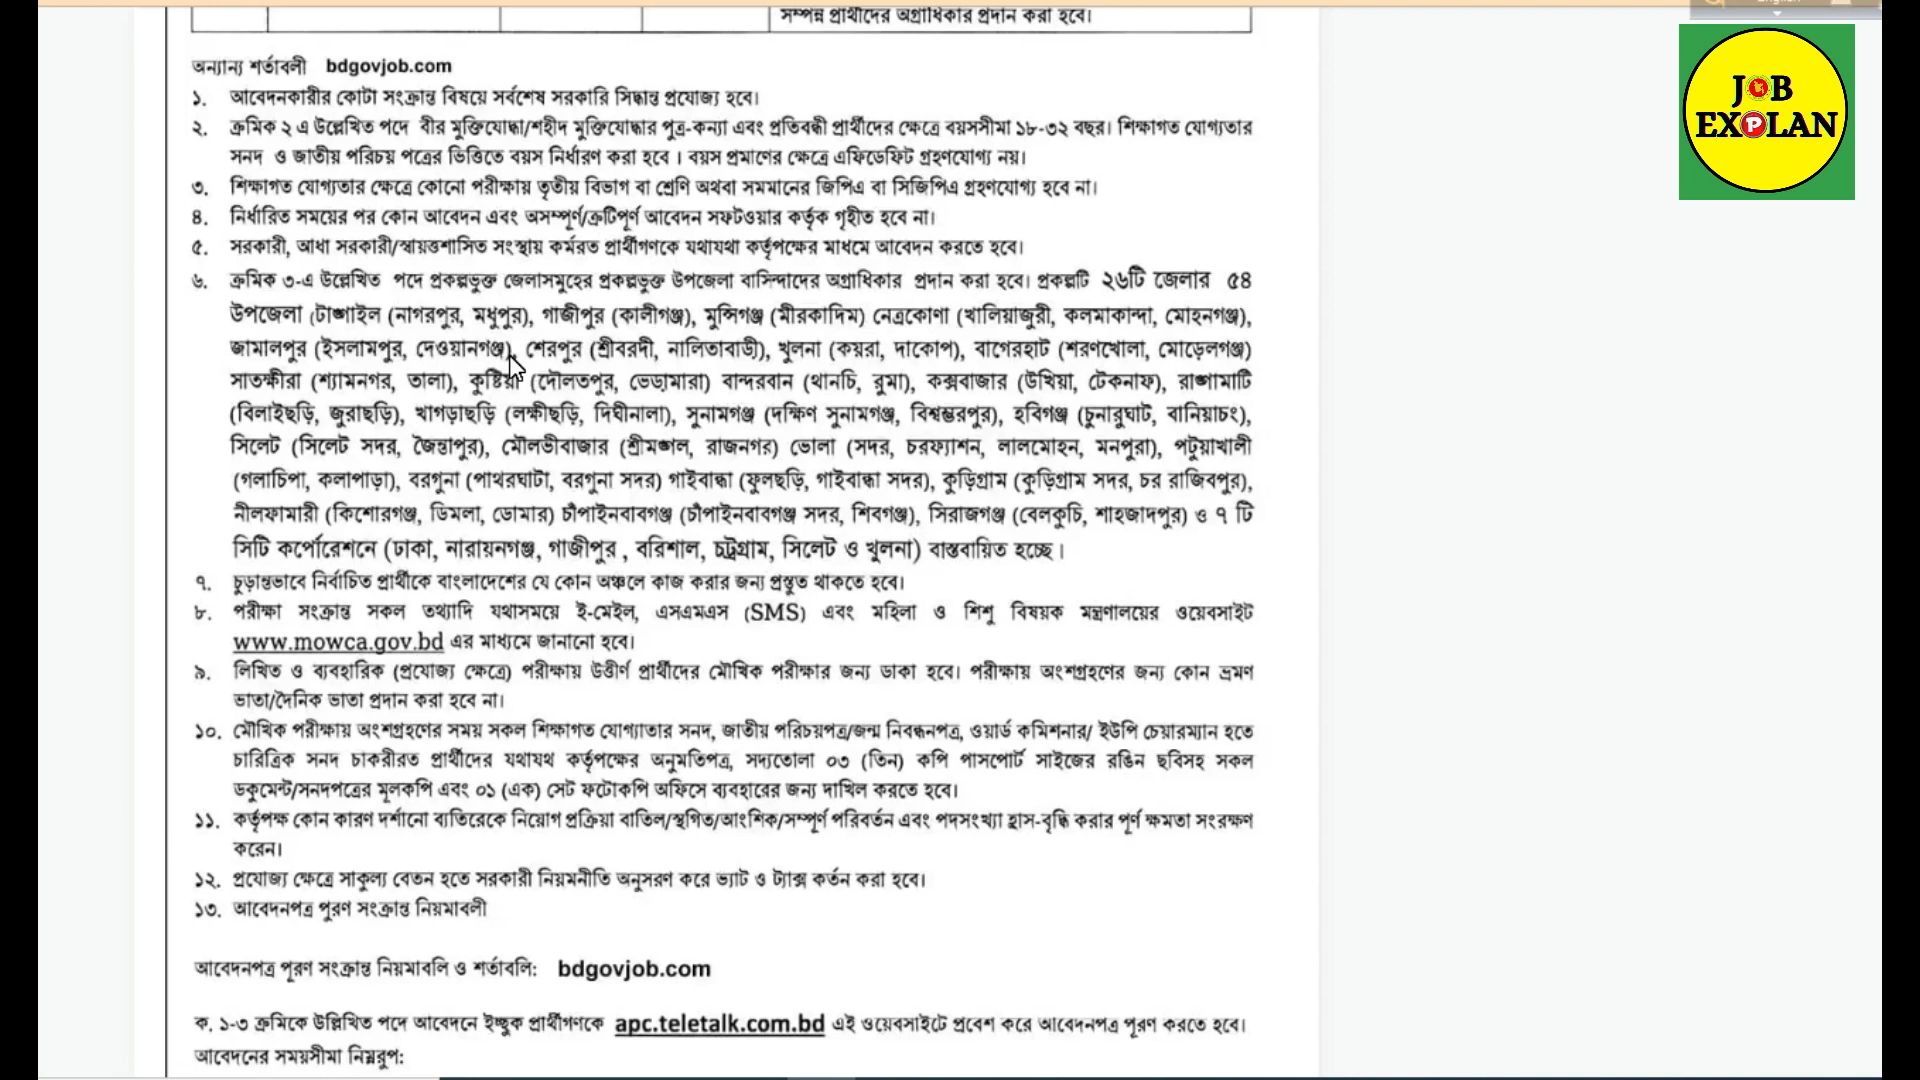 সম্পন্ন প্রার্থীদের অগ্রাধিকার প্রদান করা হবে।
JOB
EXPLAN
অন্যান্য শর্তাবলী bdgovjob.com
১. আবেদনকারীর কোটা সংক্রান্ত বিষয়ে সর্বশেষ সরকারি সিদ্ধান্ত প্রযোজ্য হবে।
২. ক্রমিক ২ এ উল্লেখিত পদে বীর মুক্তিযোদ্ধা/শহীদ মুক্তিযোদ্ধার পুত্র-কন্যা এবং প্রতিবন্ধী প্রার্থীদের ক্ষেত্রে বয়সসীমা ১৮-৩২ বছর। শিক্ষাগত যোগ্যতার
সনদ ও জাতীয় পরিচয় পত্রের ভিত্তিতে বয়স নির্ধারণ করা হবে । বয়স প্রমাণের ক্ষেত্রে এফিডেফিট গ্রহণযোগ্য নয়।
৩. শিক্ষাগত যোগ্যতার ক্ষেত্রে কোনো পরীক্ষায় তৃতীয় বিভাগ বা শ্রেণি অথবা সমমানের জিপিএ বা সিজিপিএ গ্রহণযোগ্য হবে না।
৪. নির্ধারিত সময়ের পর কোন আবেদন এবং অসম্পূর্ণ/ত্রুটিপূর্ণ আবেদন সফটওয়ার কর্তৃক গৃহীত হবে না।
৫. সরকারী, আধা সরকারী/স্বায়ত্তশাসিত সংস্থায় কর্মরত প্রার্থীগণকে যথাযথা কর্তৃপক্ষের মাধমে আবেদন করতে হবে।
৬. ক্রমিক ৩-এ উল্লেখিত পদে প্রকল্পভুক্ত জেলাসমুহের প্রকল্পভুক্ত উপজেলা বাসিন্দাদের অগ্রাধিকার প্রদান করা হবে। প্রকল্পটি ২৬টি জেলার ৫৪
উপজেলা (টাঙ্গাইল (নাগরপুর, মধুপুর), গাজীপুর (কালীগঞ্জ), মুন্সিগঞ্জ (মীরকাদিম) নেত্রকোণা (খালিয়াজুরী, কলমাকান্দা, মোহনগঞ্জ),
জামালপুর (ইসলামপুর, দেওয়ানগঞ্জ), শেরপুর (শ্রীবরদী, নালিতাবাড়ী), খুলনা (কয়রা, দাকোপ), বাগেরহাট (শরণখোলা, মোড়েলগঞ্জ)
সাতক্ষীরা (শ্যামনগর, তালা), কুষ্টিয়া (দৌলতপুর, ভেড়ামারা) বান্দরবান (থানচি, রুমা), কক্সবাজার (উখিয়া, টেকনাফ), রাঙ্গামাটি
(বিলাইছড়ি, জুরাছড়ি), খাগড়াছড়ি (লক্ষীছড়ি, দিঘীনালা), সুনামগঞ্জ (দক্ষিণ সুনামগঞ্জ, বিশ্বম্ভরপুর), হবিগঞ্জ (চুনারুঘাট, বানিয়াচং),
সিলেট (সিলেট সদর, জৈন্তাপুর), মৌলভীবাজার (শ্রীমঙ্গল, রাজনগর) ভোলা (সদর, চরফ্যাশন, লালমোহন, মনপুরা), পটুয়াখালী
(গলাচিপা, কলাপাড়া), বরগুনা (পাথরঘাটা, বরগুনা সদর) গাইবান্ধা (ফুলছড়ি, গাইবান্ধা সদর), কুড়িগ্রাম (কুড়িগ্রাম সদর, চর রাজিবপুর),
নীলফামারী (কিশোরগঞ্জ, ডিমলা, ডোমার) চাঁপাইনবাবগঞ্জ (চাঁপাইনবাবগঞ্জ সদর, শিবগঞ্জ), সিরাজগঞ্জ (বেলকুচি, শাহজাদপুর) ও ৭ টি
সিটি কর্পোরেশনে (ঢাকা, নারায়নগঞ্জ, গাজীপুর , বরিশাল, চট্রগ্রাম, সিলেট ও খুলনা) বাস্তবায়িত হচ্ছে।
৭. চুড়ান্তভাবে নির্বাচিত প্রার্থীকে বাংলাদেশের যে কোন অঞ্চলে কাজ করার জন্য প্রস্তুত থাকতে হবে।
৮. পরীক্ষা সংক্রান্ত সকল তথ্যাদি যথাসময়ে ই-মেইল, এসএমএস (SMS) এবং মহিলা ও শিশু বিষয়ক মন্ত্রণালয়ের ওয়েবসাইট
www.mowca.gov.bd এর মাধ্যমে জানানো হবে।
৯. লিখিত ও ব্যবহারিক (প্রযোজ্য ক্ষেত্রে) পরীক্ষায় উত্তীর্ণ প্রার্থীদের মৌখিক পরীক্ষার জন্য ডাকা হবে। পরীক্ষায় অংশগ্রহণের জন্য কোন ভ্রমণ
ভাতা/দৈনিক ভাতা প্রদান করা হবে না।
১০. মৌখিক পরীক্ষায় অংশগ্রহণের সময় সকল শিক্ষাগত যোগ্যতার সনদ, জাতীয় পরিচয়পত্র/জন্ম নিবন্ধনপত্র, ওয়ার্ড কমিশনার/ ইউপি চেয়ারম্যান হতে
চারিত্রিক সনদ চাকরীরত প্রার্থীদের যথাযথ কর্তৃপক্ষের অনুমতিপত্র, সদ্যতোলা ০৩ (তিন) কপি পাসপোর্ট সাইজের রঙিন ছবিসহ সকল
ডকুমেন্ট/সনদপত্রের মূলকপি এবং ০১ (এক) সেট ফটোকপি অফিসে ব্যবহারের জন্য দাখিল করতে হবে।
১১. কর্তৃপক্ষ কোন কারণ দর্শানো ব্যতিরেকে নিয়োগ প্রক্রিয়া বাতিল/স্থগিত/আংশিক/সম্পূর্ণ পরিবর্তন এবং পদসংখ্যা হ্রাস-বৃদ্ধি করার পূর্ণ ক্ষমতা সংরক্ষণ
করেন।
১২. প্রযোজ্য ক্ষেত্রে সাকুল্য বেতন হতে সরকারী নিয়মনীতি অনুসরণ করে ভ্যাট ও ট্যাক্স কর্তন করা হবে।
১৩. আবেদনপত্র পুরণ সংক্রান্ত নিয়মাবলী
আবেদনপত্র পূরণ সংক্রান্ত নিয়মাবলি ও শর্তাবলি: bdgovjob.com
ক. ১-৩ ক্রমিকে উল্লিখিত পদে আবেদনে ইচ্ছুক প্রার্থীগণকে apc.teletalk.com.bd এই ওয়েবসাইটে প্রবেশ করে আবেদনপত্র পূরণ করতে হবে।
আবেদনের সময়সীমা নিম্নরুপ: